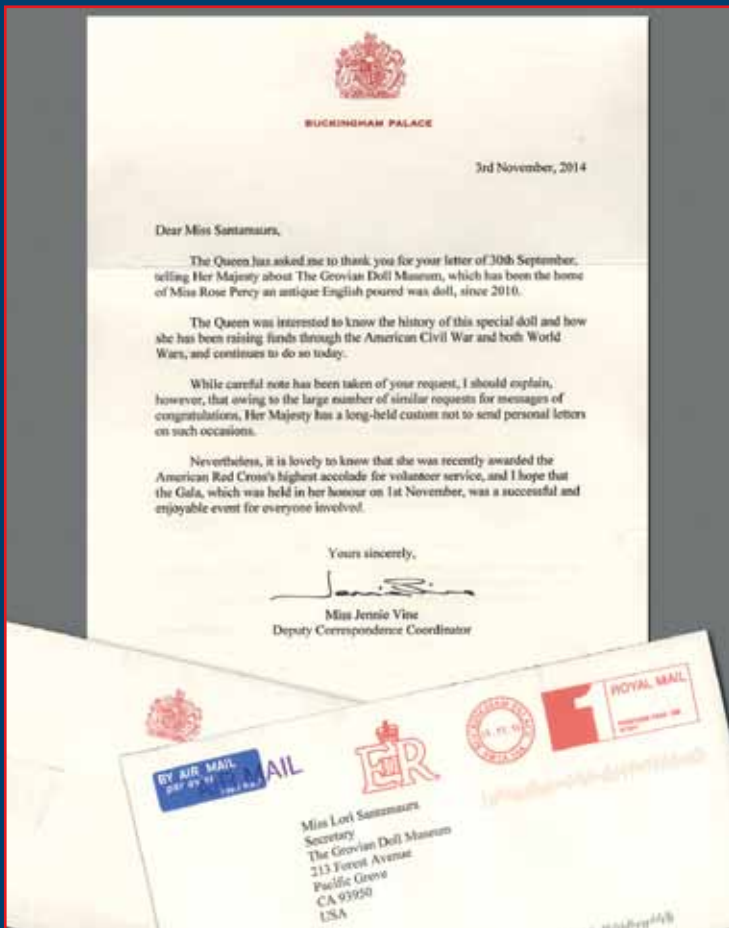 BUCKINGHAM PALACE
3rd November, 2014
Dear Miss Santamaura,
The Queen has asked me to thank you for your letter of 30th September,
telling Her Majesty about The Grovian Doll Museum, which has been the home
of Miss Rose Percy an antique English poured wax doll, since 2010.
The Queen was interested to know the history of this special doll and how
she has been raising funds through the American Civil War and both World
Wars, and continues to do so today.
While careful note has been taken of your request, I should explain,
however, that owing to the large number of similar requests for messages of
congratulations, Her Majesty has a long-held custom not to send personal letters
on such occasions.
Nevertheless, it is lovely to know that she was recently awarded the
American Red Cross's highest accolade for volunteer service, and I hope that
the Gala, which was held in her honour on 1st November, was a successful and
enjoyable event for everyone involved.
Yours sincerely,
Jennie Vine
Miss Jennie Vine
Deputy Correspondence Coordinator
BY AIR MAIL
par avion
AIR MAIL
EIIR
BUCKINGHAM PALACE
1
ROYAL MAIL
Miss Lori Santamaura
Secretary
The Grovian Doll Museum
213 Forest Avenue
Pacific Grove
CA 93950
USA